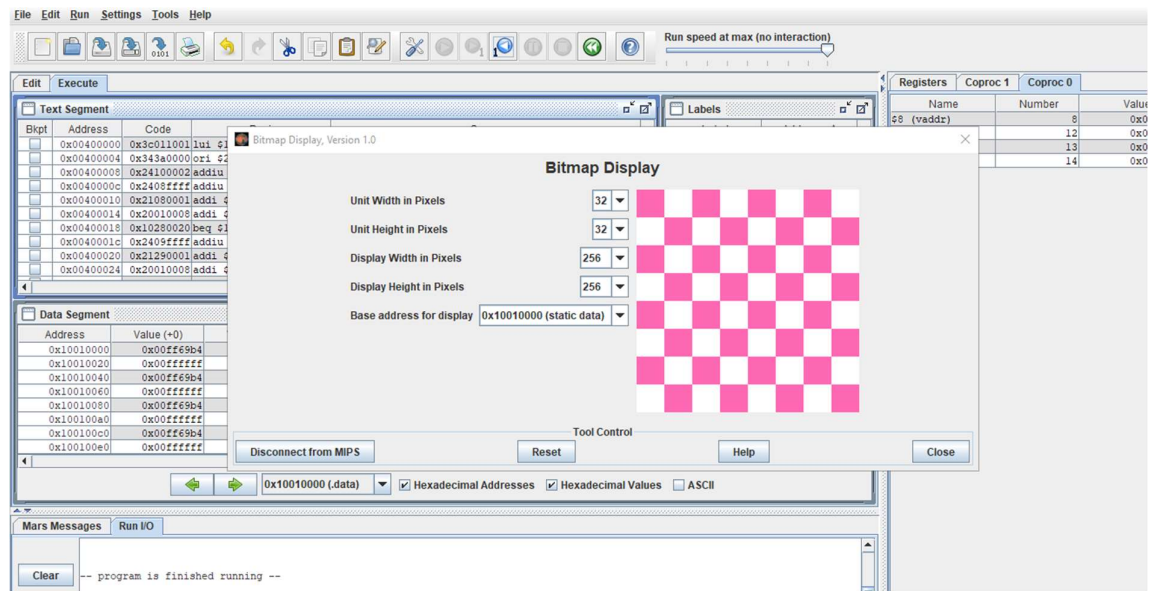 File Edit Run Settings Tools Help
Run speed at max (no interaction)
Edit Execute
Registers Coproc 1 Coproc 0
Text Segment
Labels
Name Number Value
Bkpt Address Code
$8 (vaddr) 8 0x0
12 0x0
13 0x0
14 0x0
0x00400000 0x3c011001 lui $1
0x00400004 0x343a0000 ori $2
0x00400008 0x24100002 addiu
0x0040000c 0x2408ffff addiu
0x00400010 0x21080001 addi $
0x00400014 0x20010008 addi $
0x00400018 0x10280020 beq $1
0x0040001c 0x2409ffff addiu
0x00400020 0x21290001 addi $
0x00400024 0x20010008 addi $
Bitmap Display, Version 1.0
Bitmap Display
Unit Width in Pixels 32
Unit Height in Pixels 32
Display Width in Pixels 256
Display Height in Pixels 256
Base address for display 0x10010000 (static data)
Tool Control
Disconnect from MIPS Reset Help Close
Data Segment
Address Value (+0)
0x10010000 0x00ff69b4
0x10010020 0x00ffffff
0x10010040 0x00ff69b4
0x10010060 0x00ffffff
0x10010080 0x00ff69b4
0x100100a0 0x00ffffff
0x100100c0 0x00ff69b4
0x100100e0 0x00ffffff
0x10010000 (.data) Hexadecimal Addresses Hexadecimal Values ASCII
Mars Messages Run I/O
Clear
-- program is finished running --